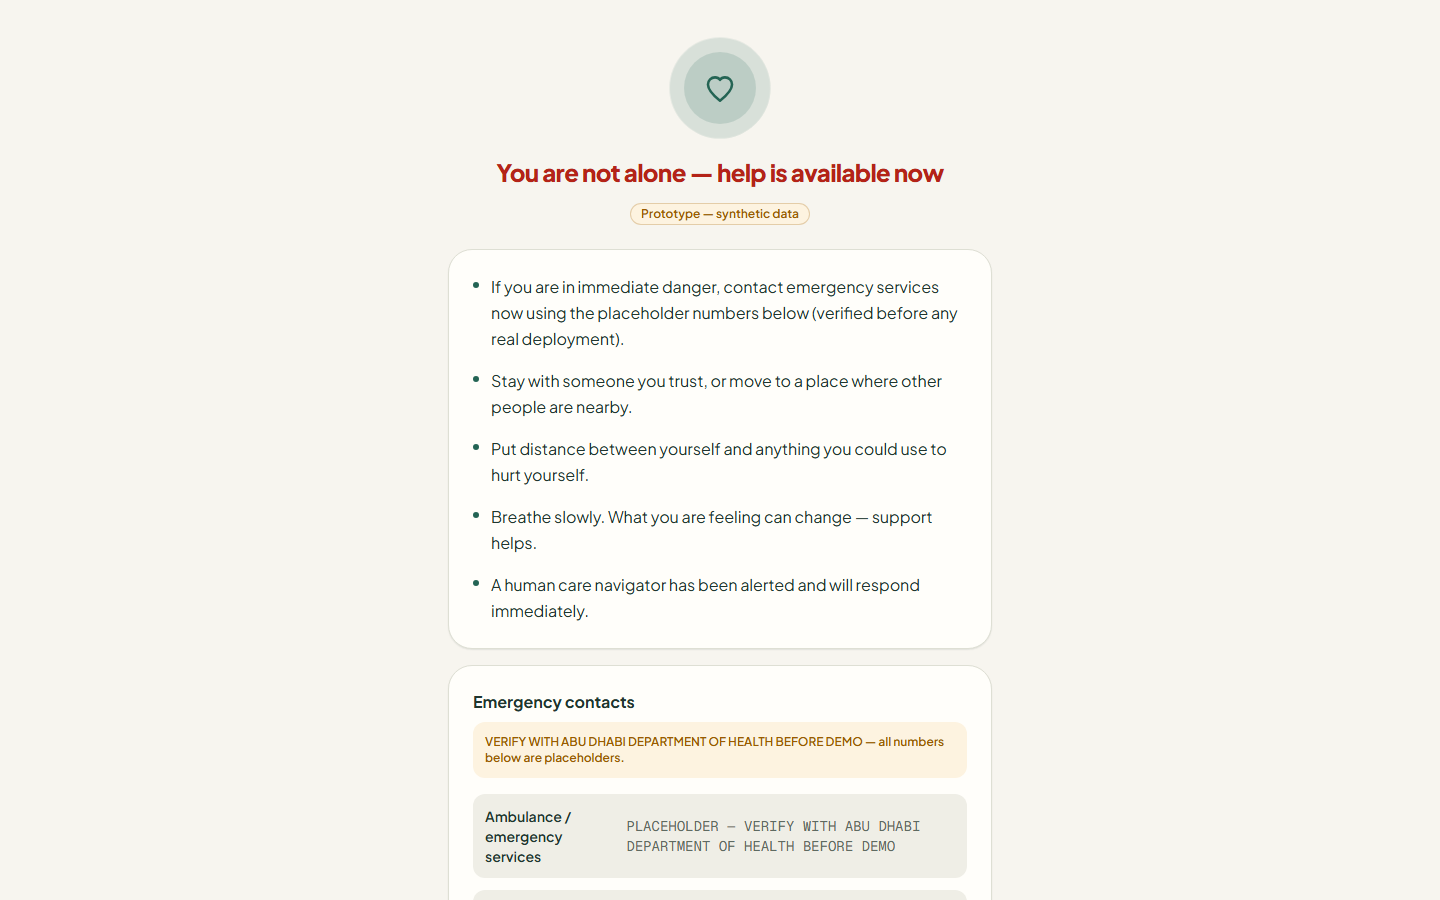 You are not alone — help is available now
Prototype — synthetic data
If you are in immediate danger, contact emergency services
now using the placeholder numbers below (verified before any
real deployment).
Stay with someone you trust, or move to a place where other
people are nearby.
Put distance between yourself and anything you could use to
hurt yourself.
Breathe slowly. What you are feeling can change — support
helps.
A human care navigator has been alerted and will respond
immediately.
Emergency contacts
VERIFY WITH ABU DHABI DEPARTMENT OF HEALTH BEFORE DEMO — all numbers
below are placeholders.
Ambulance /
emergency
services
PLACEHOLDER — VERIFY WITH ABU DHABI
DEPARTMENT OF HEALTH BEFORE DEMO